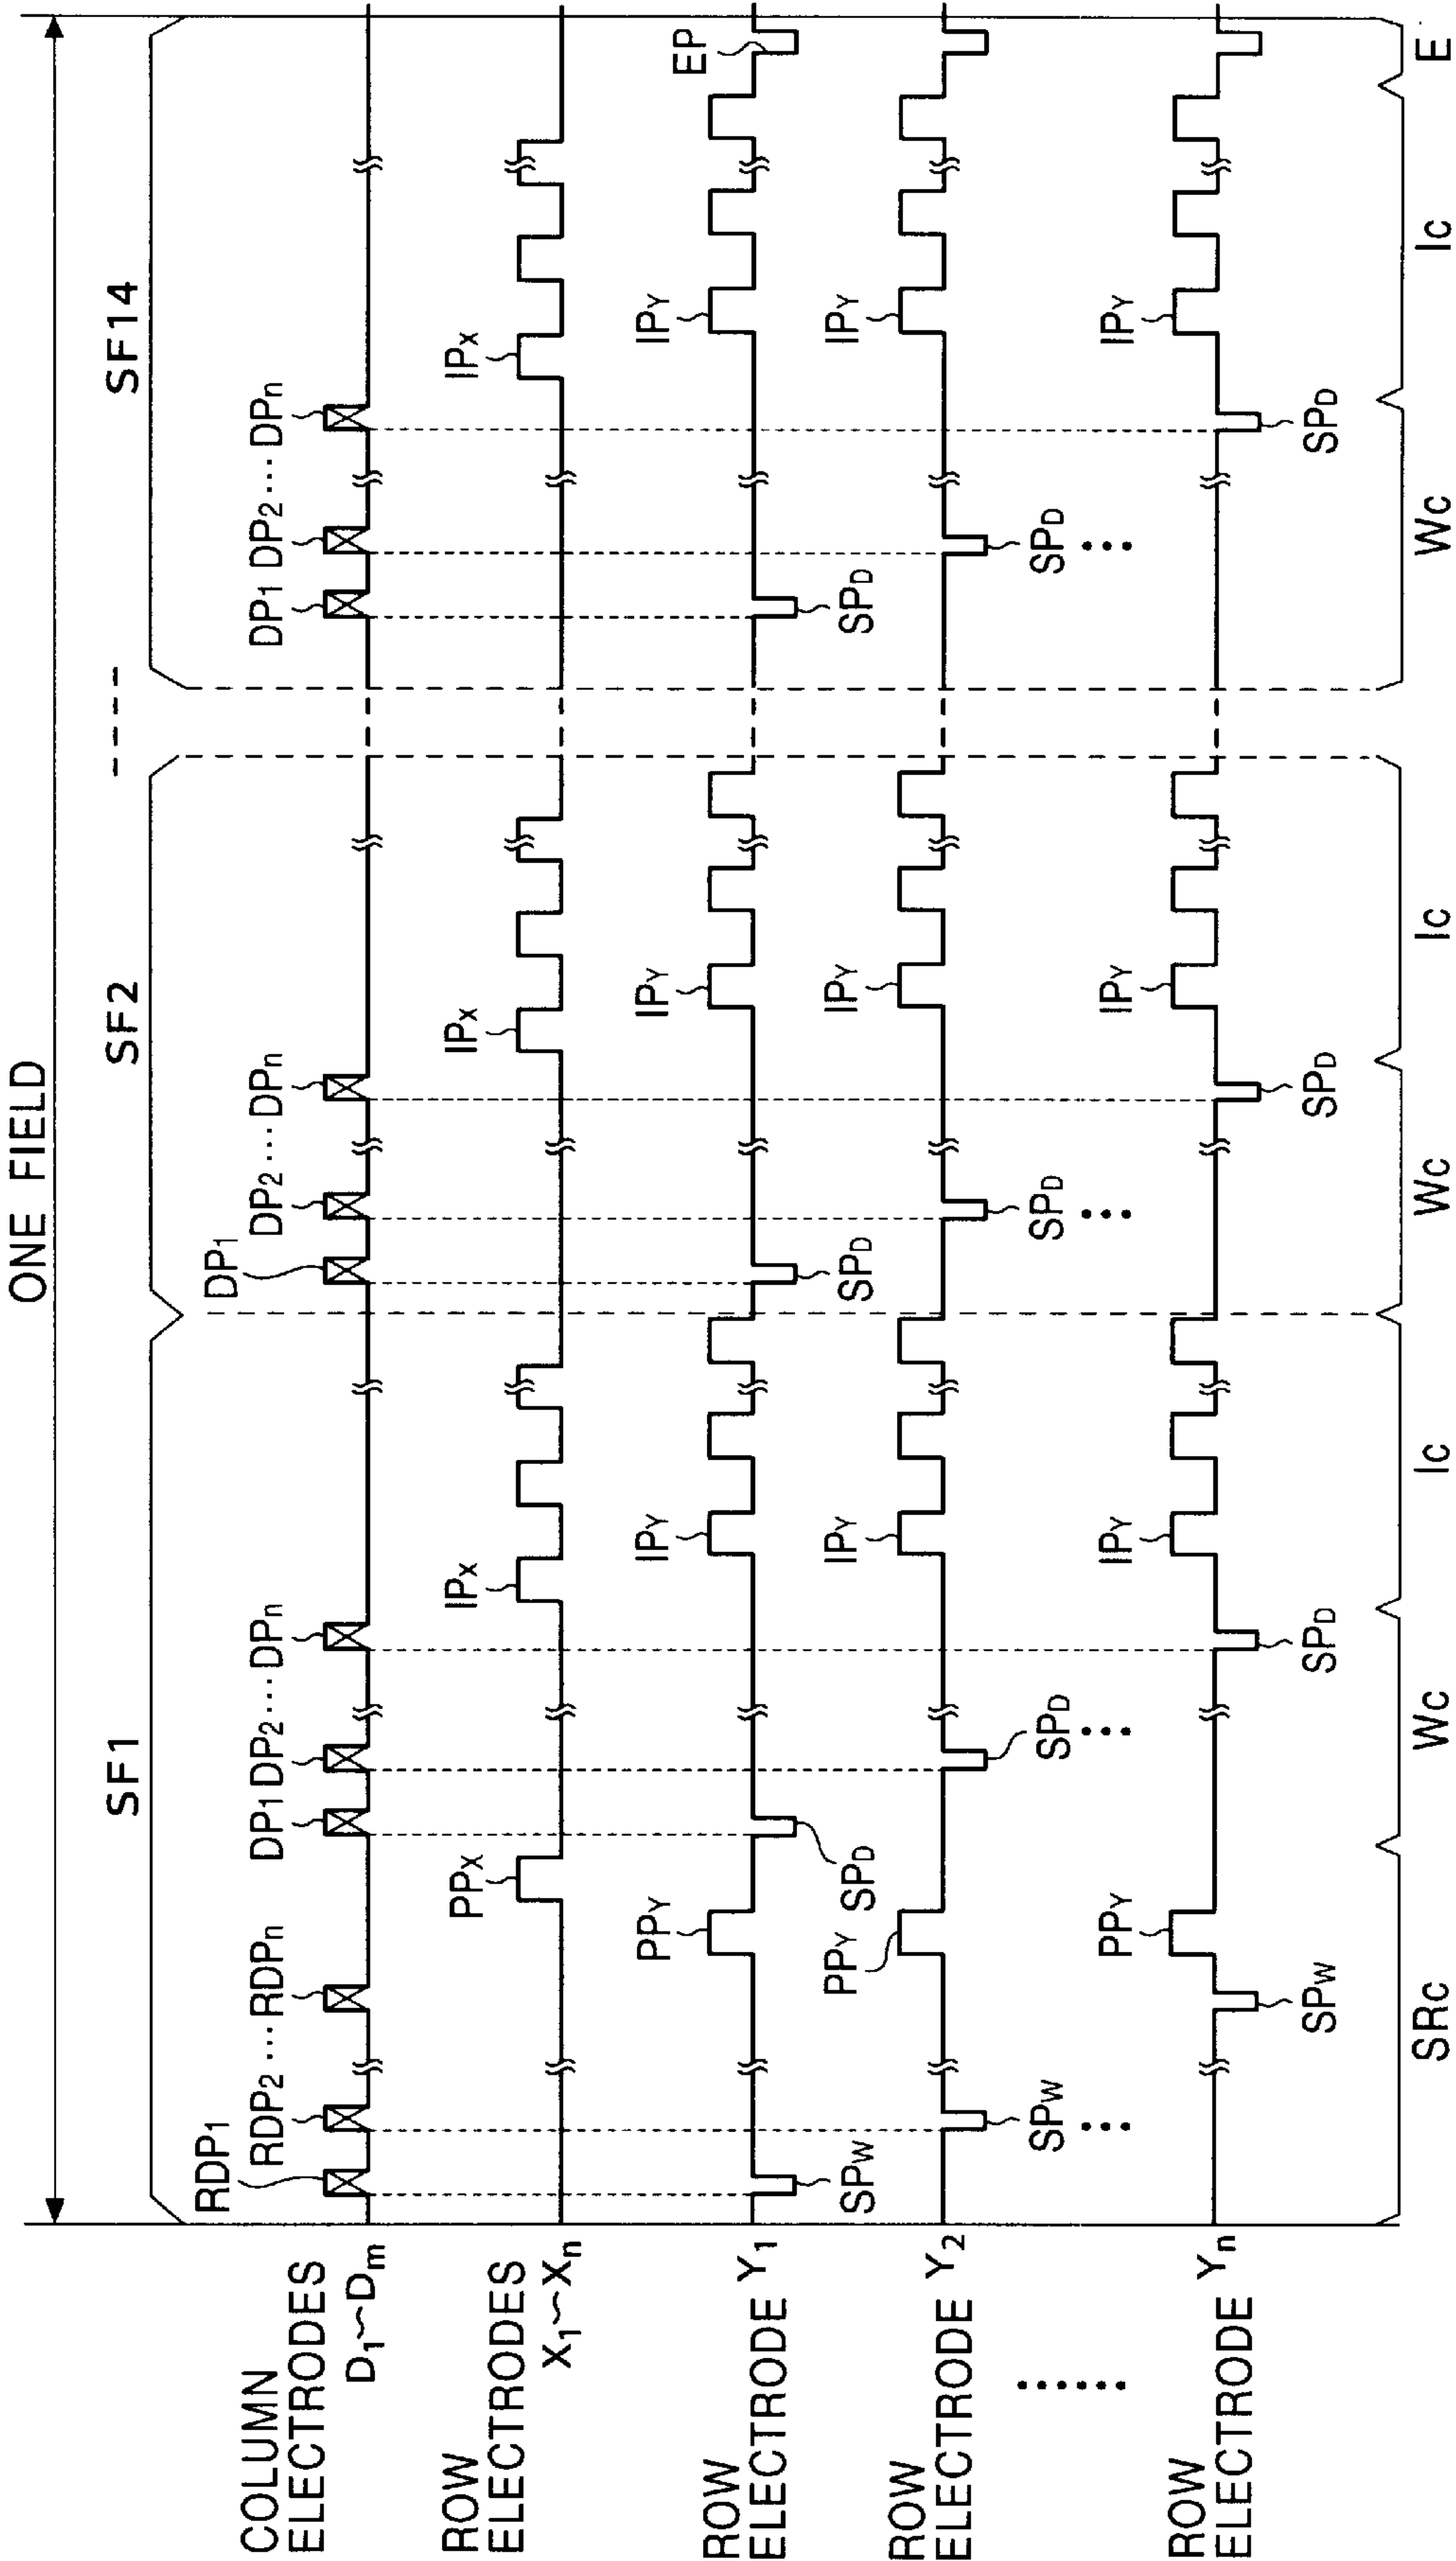 ONE FIELD
SF1 SF2 ---- SF14
COLUMN
ELECTRODES
D1~Dm
RDP1 RDP2 ... RDPn DP1 DP2 ... DPn DP1 DP2 ... DPn DP1 DP2 ... DPn
ROW
ELECTRODES
X1~Xn
PPX IPX IPX IPX
ROW
ELECTRODE Y1
SPW PPY SPD IPY SPD IPY SPD IPY EP
ROW
ELECTRODE Y2
SPW PPY SPD IPY SPD IPY SPD IPY
...... ... ... ... ...
ROW
ELECTRODE Yn
SPW PPY SPD IPY SPD IPY SPD IPY
SRc Wc Ic Wc Ic Wc Ic E